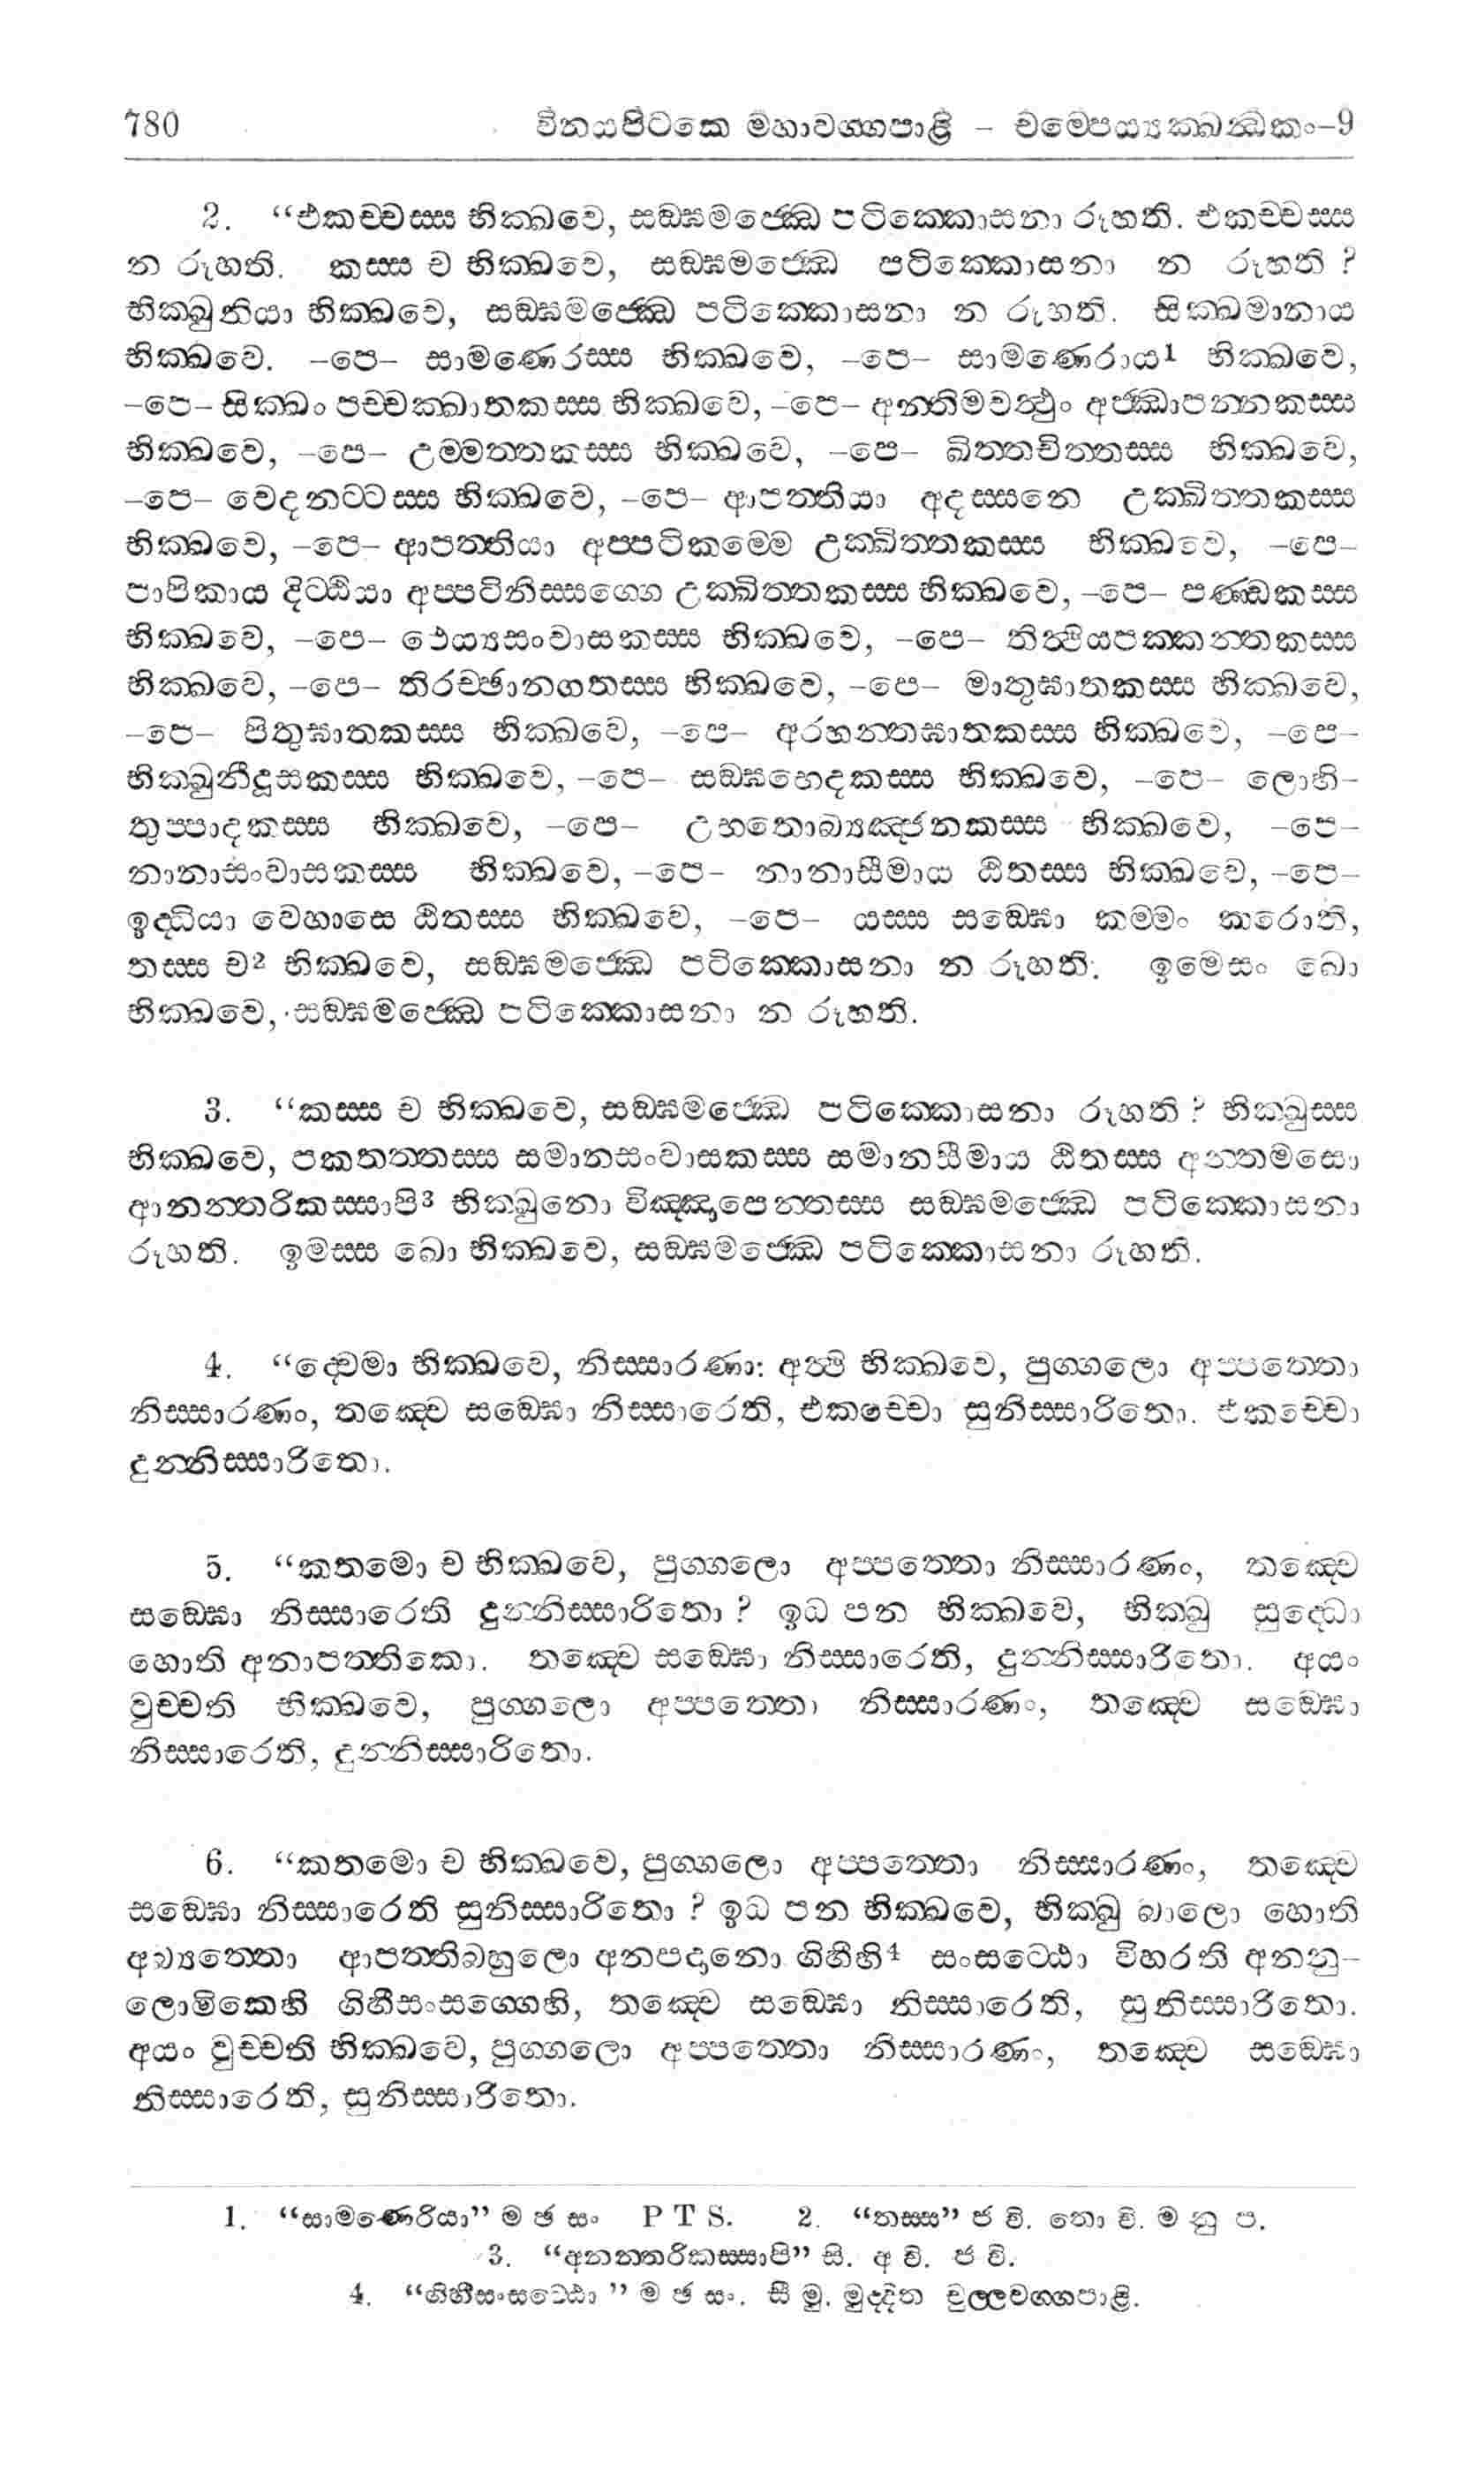 780 විනයපිටකෙ මහාවග්ගපාළි – චම්පෙය්‍යක්ඛන්ධකං–9
2. “එකච්චස්ස භික්ඛවෙ, සඞ්ඝමජ්ඣෙ පටික්කොසනා රූහති. එකච්චස්ස
න රූහති. කස්ස ච භික්ඛවෙ, සඞ්ඝමජ්ඣෙ පටික්කොසනා න රූහති ?
භික්ඛුනියා භික්ඛවෙ, සඞ්ඝමජ්ඣෙ පටික්කොසනා න රූහති. සික්ඛමානාය
භික්ඛවෙ. –පෙ– සාමණෙරස්ස භික්ඛවෙ, –පෙ– සාමණෙරාය1 භික්ඛවෙ,
–පෙ– සික්ඛං පච්චක්ඛාතකස්ස භික්ඛවෙ, –පෙ– අන්තිමවත්ථුං අජ්ඣාපන්නකස්ස
භික්ඛවෙ, –පෙ– උම්මත්තකස්ස භික්ඛවෙ, –පෙ– ඛිත්තචිත්තස්ස භික්ඛවෙ,
–පෙ– වෙදනට්ටස්ස භික්ඛවෙ, –පෙ– ආපත්තියා අදස්සනෙ උක්ඛිත්තකස්ස
භික්ඛවෙ, –පෙ– ආපත්තියා අප්පටිකම්මෙ උක්ඛිත්තකස්ස භික්ඛවෙ, –පෙ–
පාපිකාය දිට්ඨියා අප්පටිනිස්සග්ගෙ උක්ඛිත්තකස්ස භික්ඛවෙ, –පෙ– පණ්ඩකස්ස
භික්ඛවෙ, –පෙ– ථෙය්‍යසංවාසකස්ස භික්ඛවෙ, –පෙ– තිත්ථියපක්කන්තකස්ස
භික්ඛවෙ, –පෙ– තිරච්ඡානගතස්ස භික්ඛවෙ, –පෙ– මාතුඝාතකස්ස භික්ඛවෙ,
–පෙ– පිතුඝාතකස්ස භික්ඛවෙ, –පෙ– අරහන්තඝාතකස්ස භික්ඛවෙ, –පෙ–
භික්ඛුනීදූසකස්ස භික්ඛවෙ, –පෙ– සඞ්ඝභෙදකස්ස භික්ඛවෙ, –පෙ– ලොහි–
තුප්පාදකස්ස භික්ඛවෙ, –පෙ– උභතොබ්‍යඤ්ජනකස්ස භික්ඛවෙ, –පෙ–
නානාසංවාසකස්ස භික්ඛවෙ, –පෙ– නානාසීමාය ඨිතස්ස භික්ඛවෙ, –පෙ–
ඉද්ධියා වෙහාසෙ ඨිතස්ස භික්ඛවෙ, –පෙ– යස්ස සඞ්ඝො කම්මං කරොති,
තස්ස ච2 භික්ඛවෙ, සඞ්ඝමජ්ඣෙ පටික්කොසනා න රූහති. ඉමෙසං ඛො
භික්ඛවෙ, සඞ්ඝමජ්ඣෙ පටික්කොසනා න රූහති.
3. “කස්ස ච භික්ඛවෙ, සඞ්ඝමජ්ඣෙ පටික්කොසනා රූහති ? භික්ඛුස්ස
භික්ඛවෙ, පකතත්තස්ස සමානසංවාසකස්ස සමානසීමාය ඨිතස්ස අන්තමසො
ආනන්තරිකස්සාපි3 භික්ඛුනො විඤ්ඤාපෙන්තස්ස සඞ්ඝමජ්ඣෙ පටික්කොසනා
රූහති. ඉමස්ස ඛො භික්ඛවෙ, සඞ්ඝමජ්ඣෙ පටික්කොසනා රූහති.
4. “ද්වෙමා භික්ඛවෙ, නිස්සාරණා: අත්ථි භික්ඛවෙ, පුග්ගලො අප්පත්තො
නිස්සාරණං, තඤ්චෙ සඞ්ඝො නිස්සාරෙති, එකච්චො සුනිස්සාරිතො. එකච්චො
දුන්නිස්සාරිතො.
5. “කතමො ච භික්ඛවෙ, පුග්ගලො අප්පත්තො නිස්සාරණං, තඤ්චෙ
සඞ්ඝො නිස්සාරෙති දුන්නිස්සාරිතො ? ඉධ පන භික්ඛවෙ, භික්ඛු සුද්ධො
හොති අනාපත්තිකො. තඤ්චෙ සඞ්ඝො නිස්සාරෙති, දුන්නිස්සාරිතො. අයං
වුච්චති භික්ඛවෙ, පුග්ගලො අප්පත්තො නිස්සාරණං, තඤ්චෙ සඞ්ඝො
නිස්සාරෙති, දුන්නිස්සාරිතො.
6. “කතමො ච භික්ඛවෙ, පුග්ගලො අප්පත්තො නිස්සාරණං, තඤ්චෙ
සඞ්ඝො නිස්සාරෙති සුනිස්සාරිතො ? ඉධ පන භික්ඛවෙ, භික්ඛු බාලො හොති
අබ්‍යත්තො ආපත්තිබහුලො අනපදානො ගිහීහි4 සංසට්ඨො විහරති අනනු–
ලොමිකෙහි ගිහීසංසග්ගෙහි, තඤ්චෙ සඞ්ඝො නිස්සාරෙති, සුනිස්සාරිතො.
අයං වුච්චති භික්ඛවෙ, පුග්ගලො අප්පත්තො නිස්සාරණං, තඤ්චෙ සඞ්ඝො
නිස්සාරෙති, සුනිස්සාරිතො.
1. “සාමණෙරියා” ම ඡ සං P T S. 2. “තස්ස” ජ වි. තො වි. ම නු ප.
3. “අනන්තරිකස්සාපි” සි. අ වි. ජ වි.
4. “ගිහීසංසට්ඨො” ම ඡ සං. සී මු. මුද්දිත චුල්ලවග්ගපාළි.